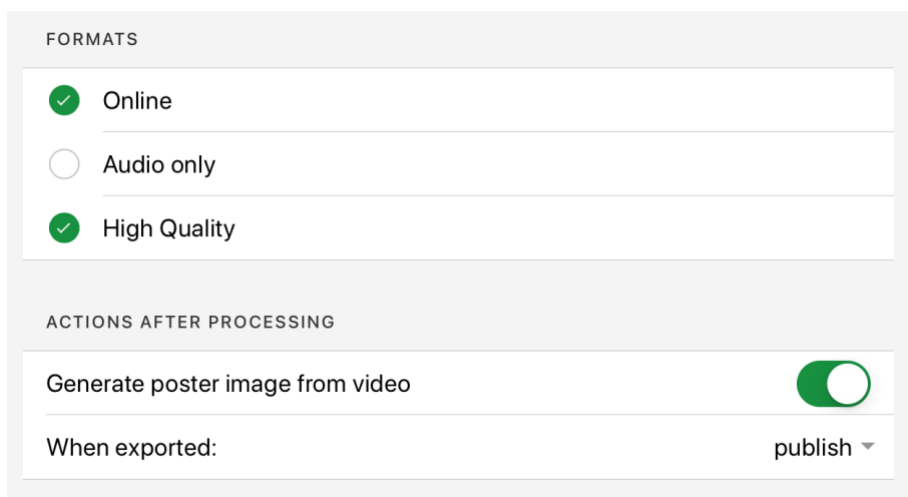 FORMATS
Online
Audio only
High Quality
ACTIONS AFTER PROCESSING
Generate poster image from video
When exported: publish